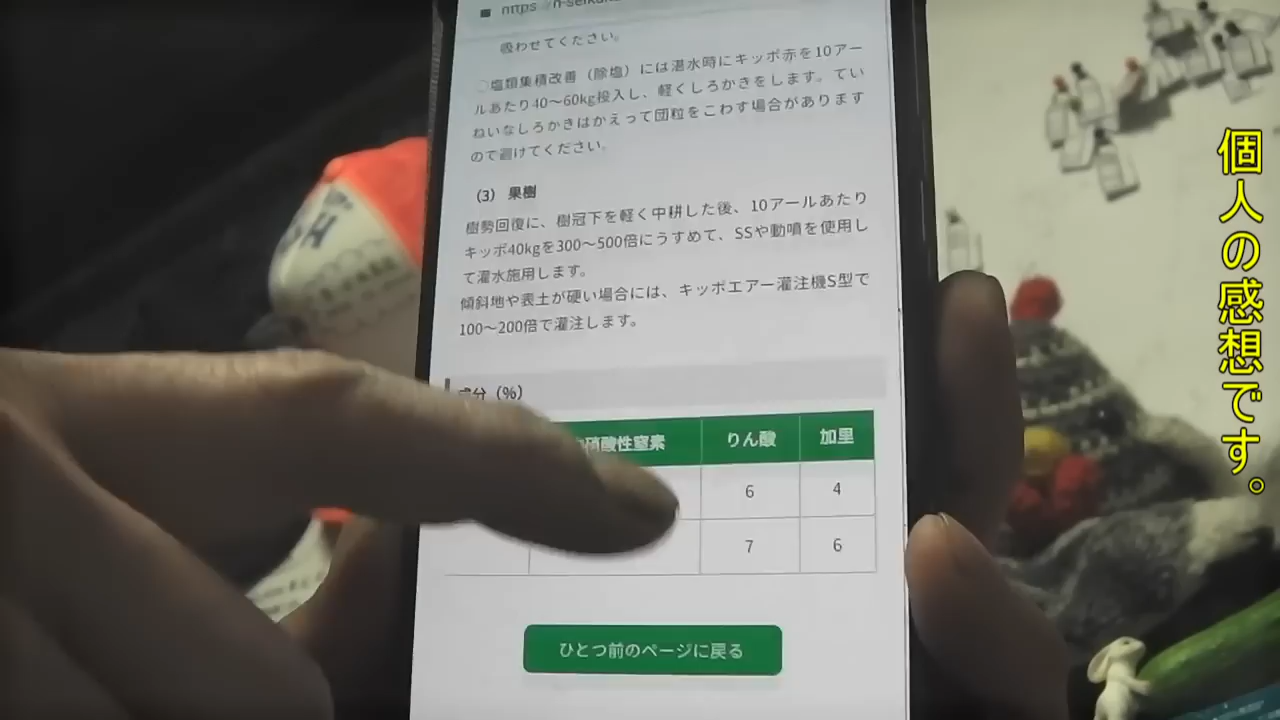 吸わせてください。
○塩類集積改善（除塩）には湛水時にキッポ赤を10アー
ルあたり40～60kg投入し、軽くしろかきをします。てい
ねいなしろかきはかえって団粒をこわす場合があります
ので避けてください。
（3） 果樹
樹勢回復に、樹冠下を軽く中耕した後、10アールあたり
キッポ40kgを300～500倍にうすめて、SSや動噴を使用し
て灌水施用します。
傾斜地や表土が硬い場合には、キッポエアー灌注機S型で
100～200倍で灌注します。
成分（%）
硝酸性窒素 りん酸 加里
6 4
7 6
ひとつ前のページに戻る
個人の感想です。